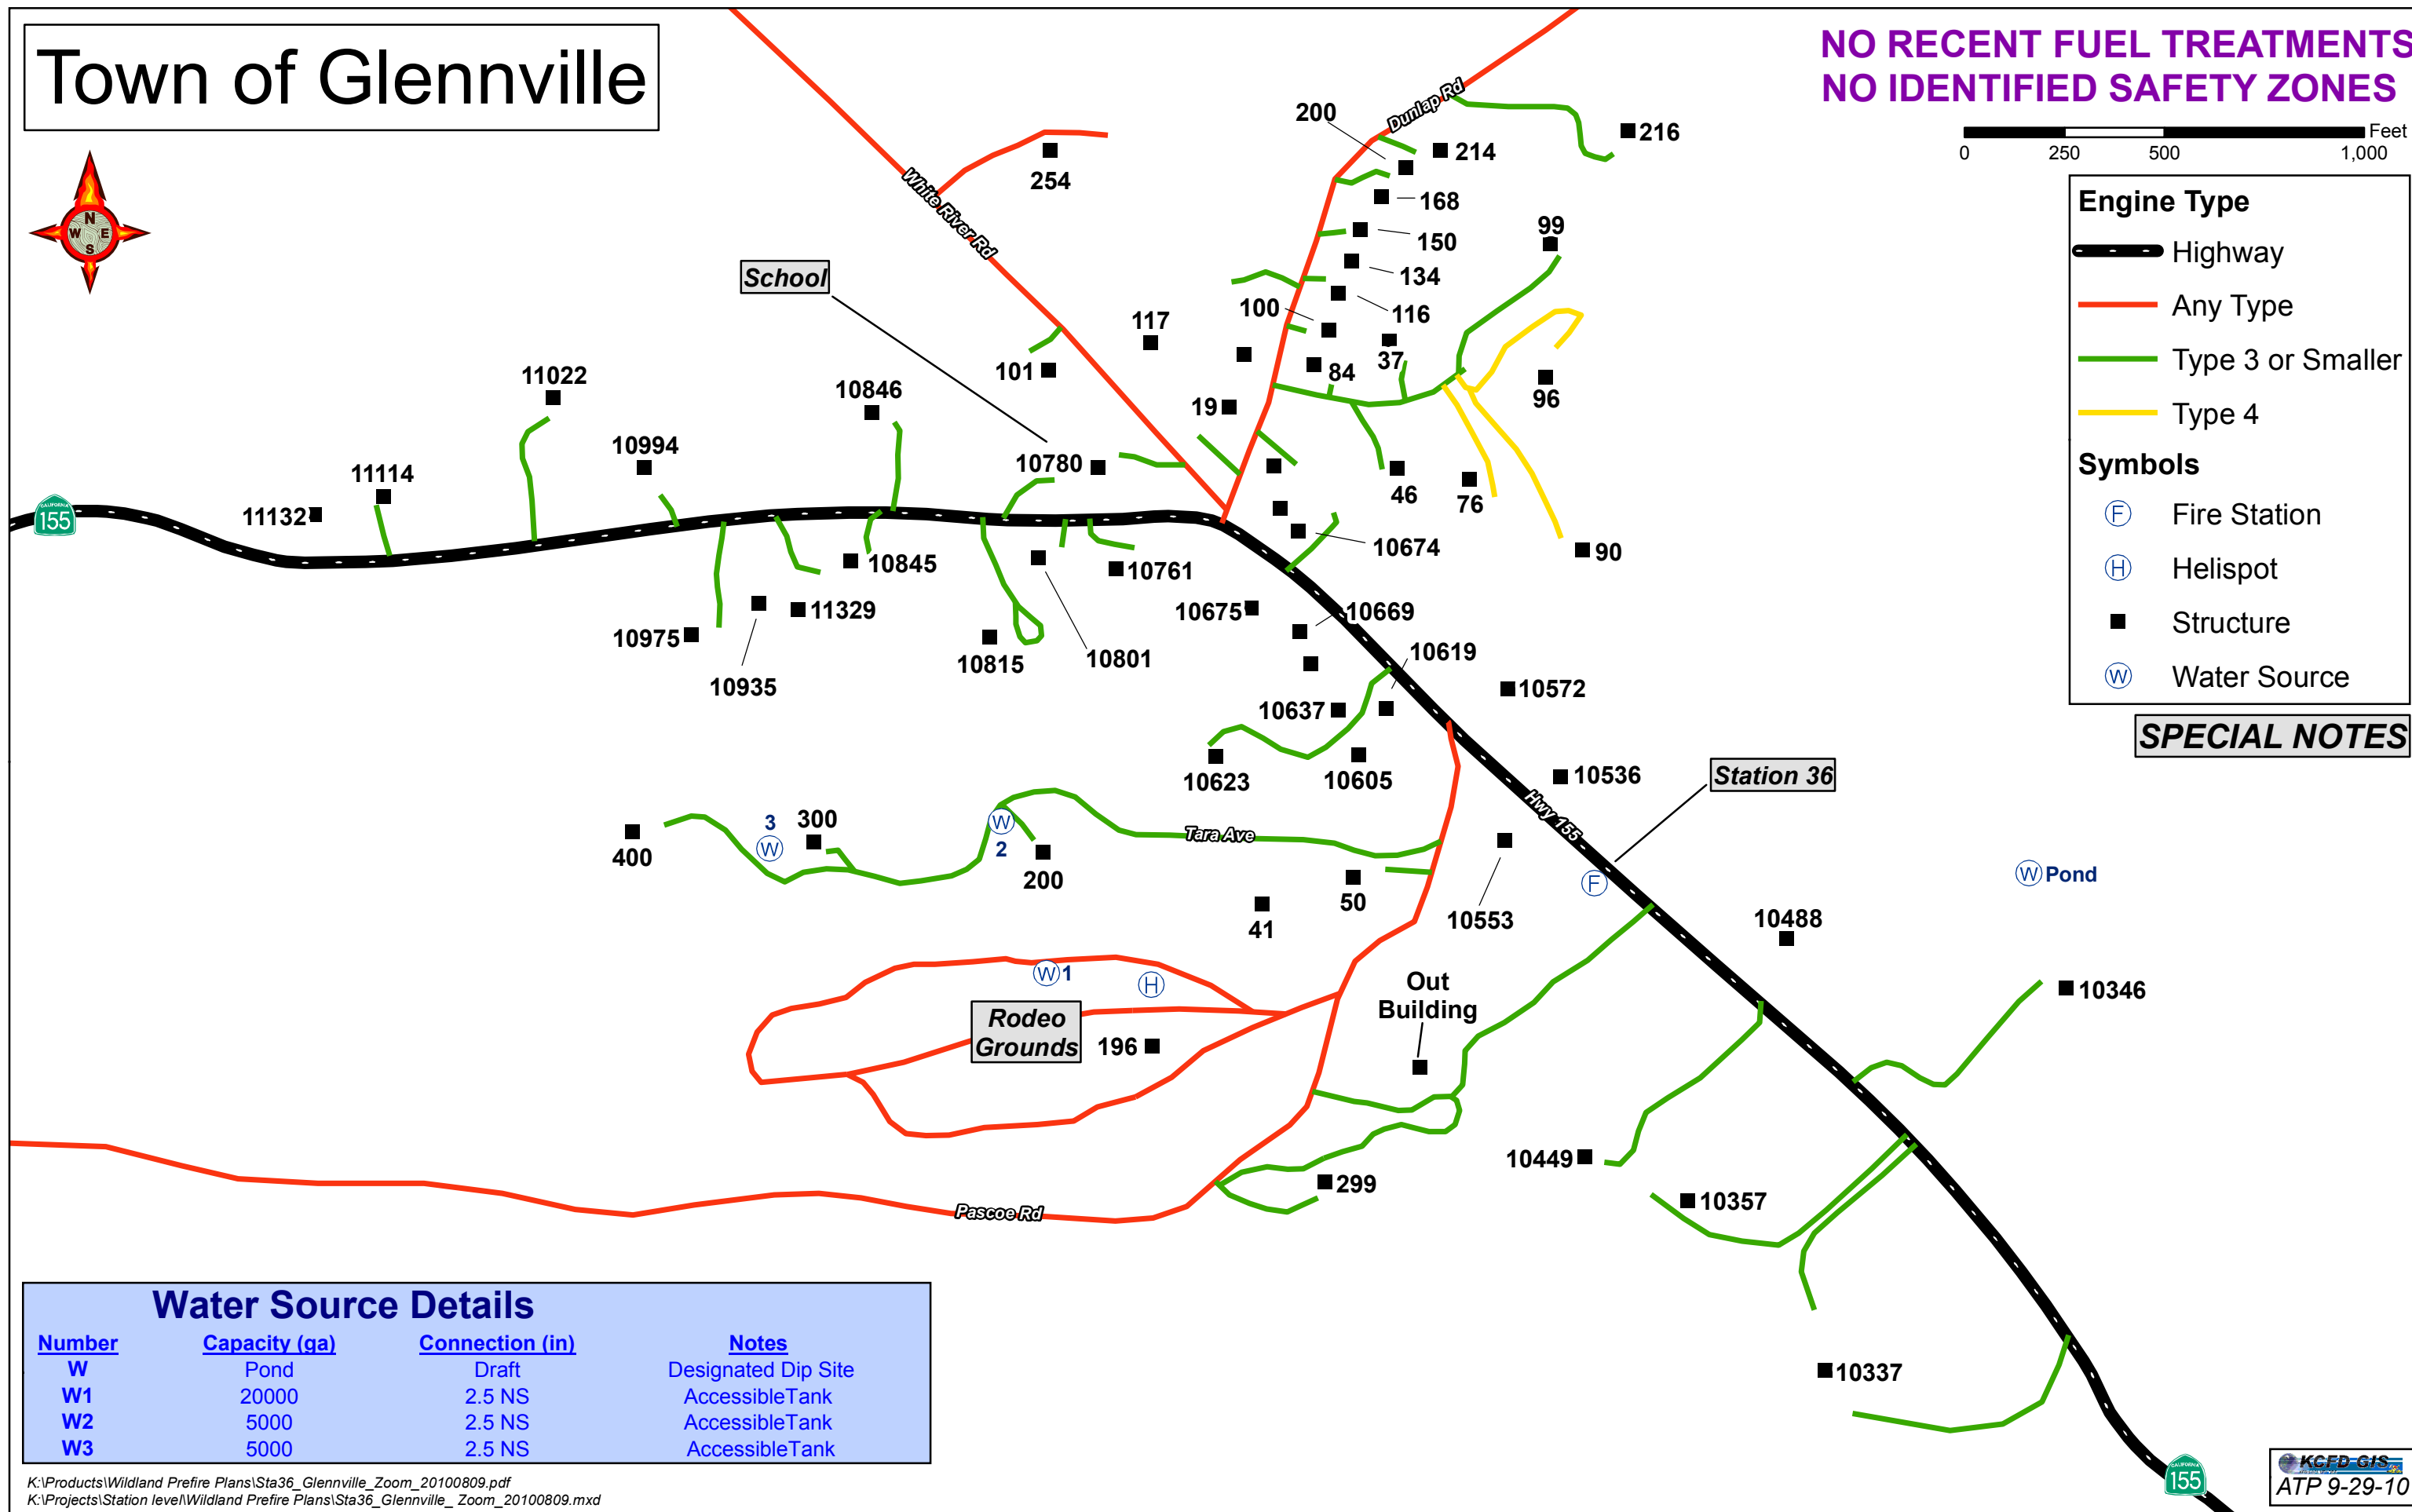 Town of Glennville
NO RECENT FUEL TREATMENTS
NO IDENTIFIED SAFETY ZONES
Feet
0 250 500 1,000
Engine Type
Highway
Any Type
Type 3 or Smaller
Type 4
Symbols
F Fire Station
H Helispot
Structure
W Water Source
SPECIAL NOTES
N
W E
S
Dunlap Rd
200
214
216
254
168
White River Rd
150
99
134
School
100
116
117
37
101
84
11022
10846
19
96
10994
11114
10780
46
76
11132
CALIFORNIA
155
10674
90
10845
10761
11329
10675
10669
10975
10815
10801
10619
10935
10572
10637
10623
10605
10536
Station 36
Hwy 155
3
W
300
W
2
Tara Ave
400
200
50
41
10553
F
W Pond
10488
W 1
H
Out
Building
10346
Rodeo
Grounds
196
10449
299
10357
Pascoe Rd
10337
Water Source Details
Number Capacity (ga) Connection (in) Notes
W Pond Draft Designated Dip Site
W1 20000 2.5 NS AccessibleTank
W2 5000 2.5 NS AccessibleTank
W3 5000 2.5 NS AccessibleTank
K:\Products\Wildland Prefire Plans\Sta36_Glennville_Zoom_20100809.pdf
K:\Projects\Station level\Wildland Prefire Plans\Sta36_Glennville_ Zoom_20100809.mxd
CALIFORNIA
155
KCFD GIS
ATP 9-29-10